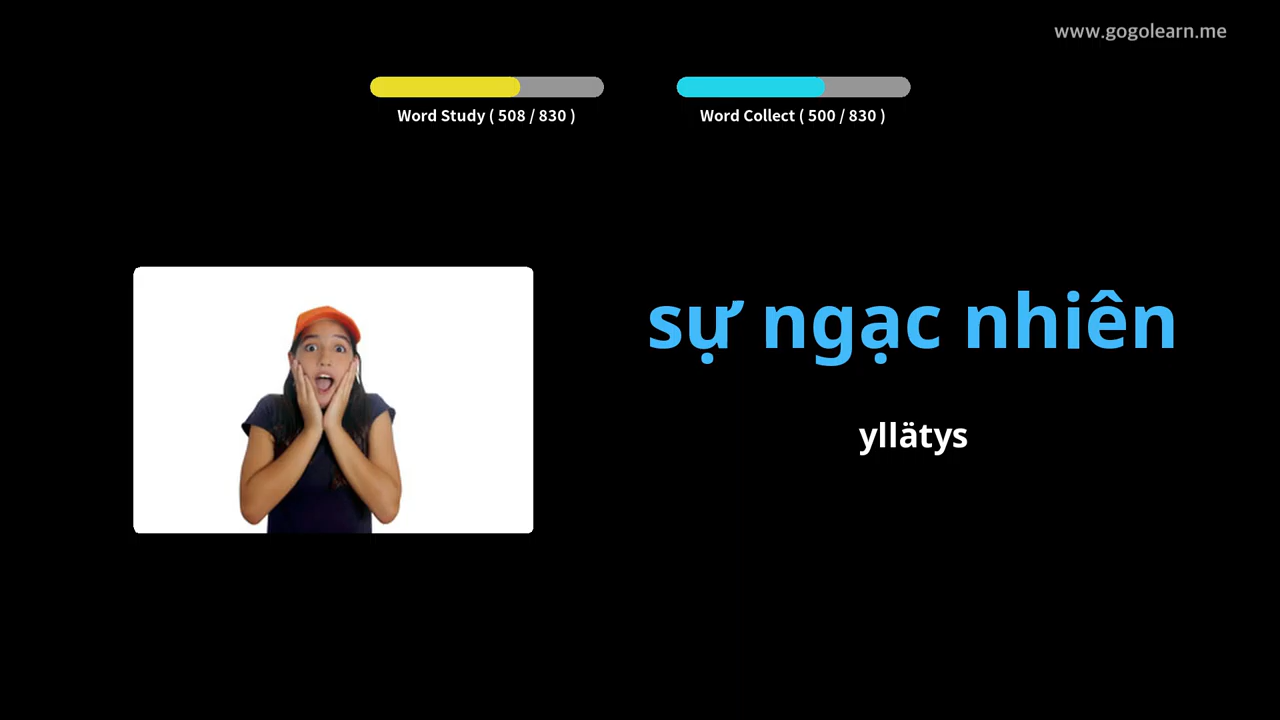 www.gogolearn.me
Word Study ( 508 / 830 )
Word Collect ( 500 / 830 )
sự ngạc nhiên
yllätys